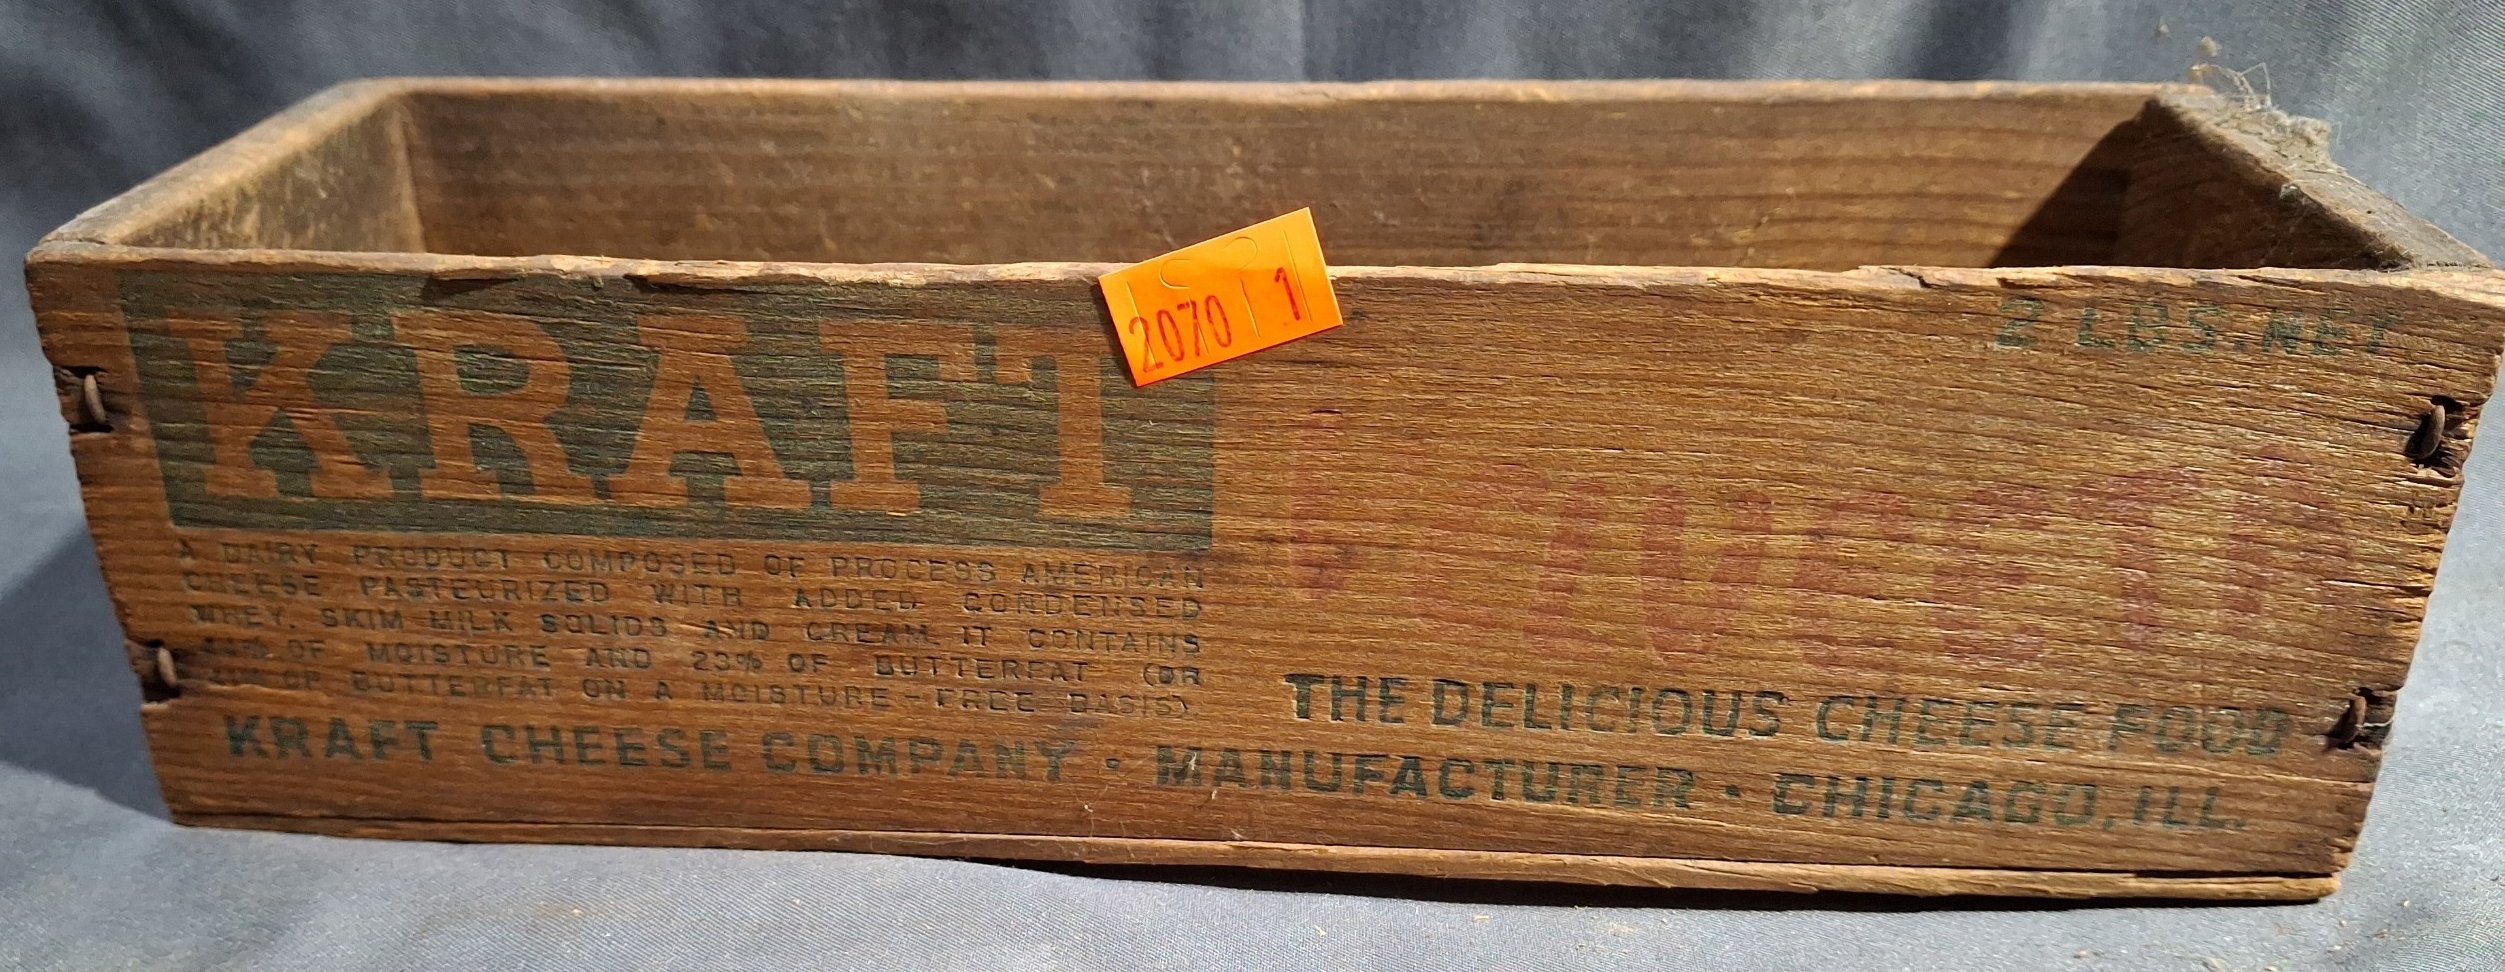 2070 1
KRAFT
2 LBS. NET
A DAIRY PRODUCT COMPOSED OF PROCESS AMERICAN
CHEESE PASTEURIZED WITH ADDED CONDENSED
WHEY, SKIM MILK SOLIDS AND CREAM. IT CONTAINS
44% OF MOISTURE AND 23% OF BUTTERFAT (OR
OF BUTTERFAT ON A MOISTURE-FREE BASIS).
VELVEETA
THE DELICIOUS CHEESE FOOD
KRAFT CHEESE COMPANY · MANUFACTURER · CHICAGO, ILL.